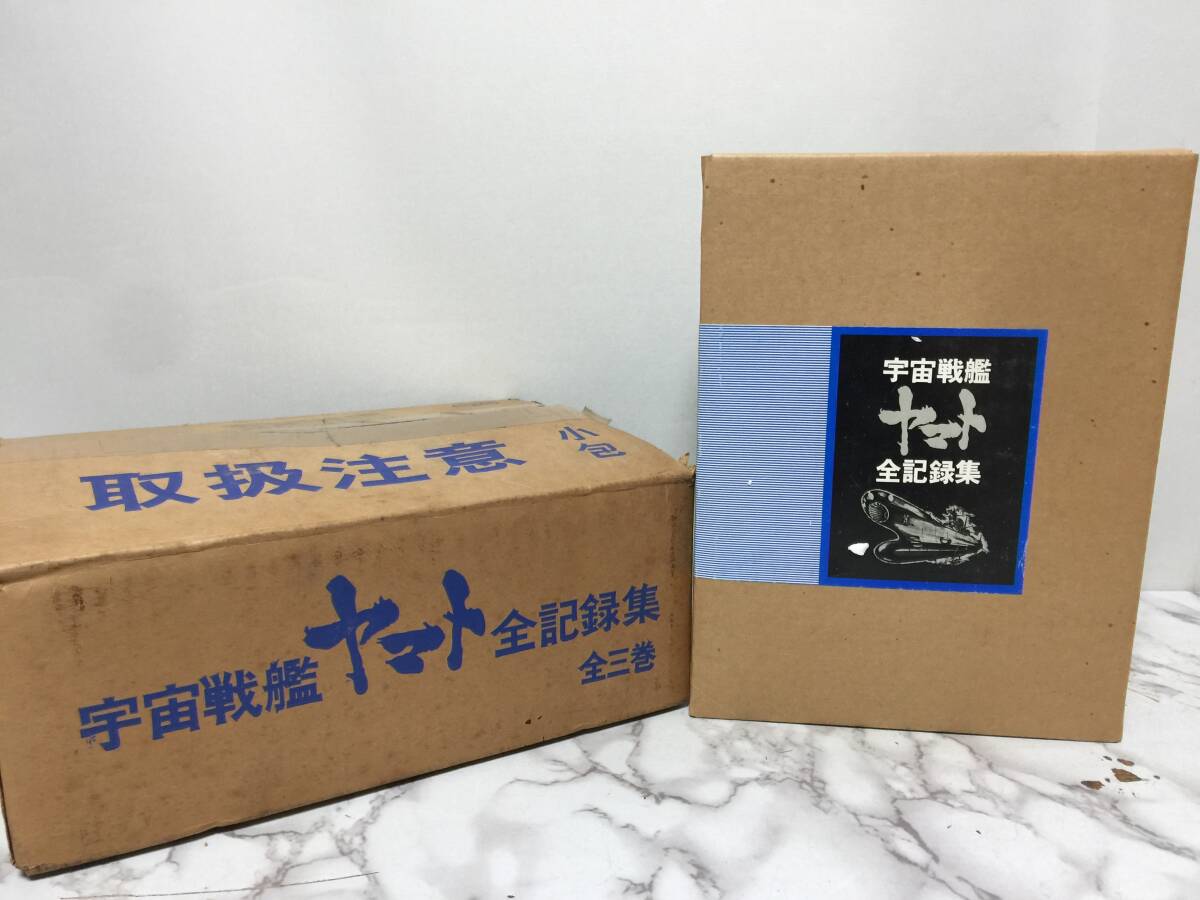 取扱注意
小包
宇宙戦艦ヤマト全記録集
全三巻
宇宙戦艦
ヤマト
全記録集